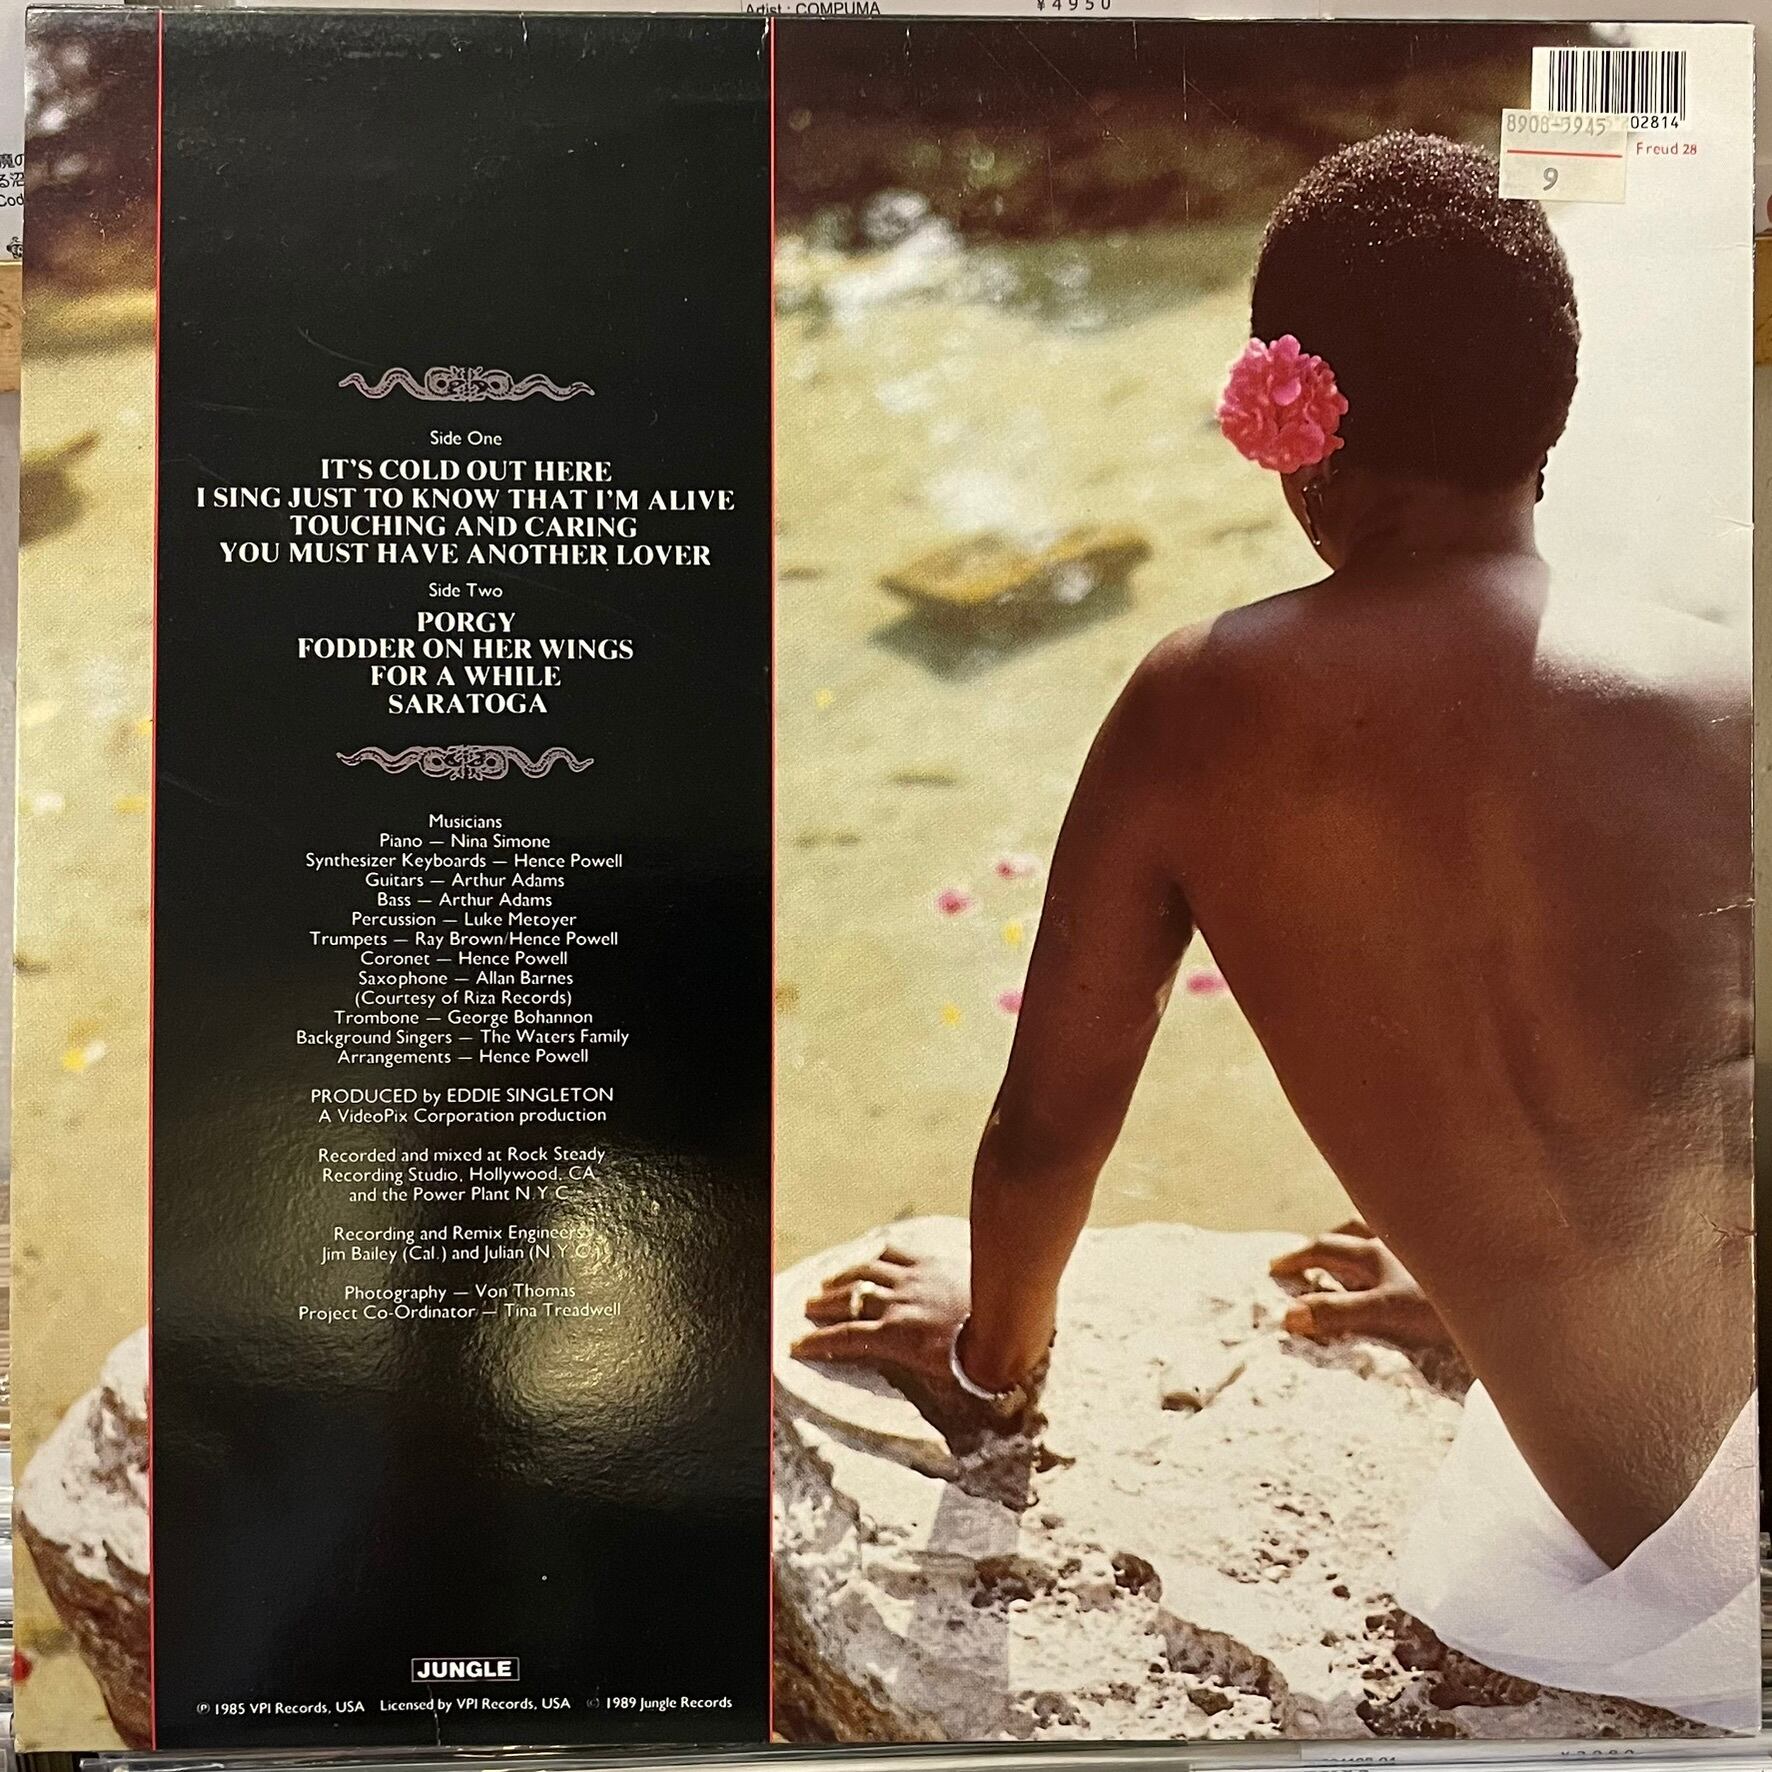 Artist : COMPUMA
¥4950
8908-5945
02814
9
Freud 28
Side One
IT'S COLD OUT HERE
I SING JUST TO KNOW THAT I'M ALIVE
TOUCHING AND CARING
YOU MUST HAVE ANOTHER LOVER
Side Two
PORGY
FODDER ON HER WINGS
FOR A WHILE
SARATOGA
Musicians
Piano — Nina Simone
Synthesizer Keyboards — Hence Powell
Guitars — Arthur Adams
Bass — Arthur Adams
Percussion — Luke Metoyer
Trumpets — Ray Brown/Hence Powell
Coronet — Hence Powell
Saxophone — Allan Barnes
(Courtesy of Riza Records)
Trombone — George Bohannon
Background Singers — The Waters Family
Arrangements — Hence Powell
PRODUCED by EDDIE SINGLETON
A VideoPix Corporation production
Recorded and mixed at Rock Steady
Recording Studio, Hollywood, CA
and the Power Plant N.Y.C.
Recording and Remix Engineers
Jim Bailey (Cal.) and Julian (N.Y.C.)
Photography — Von Thomas
Project Co-Ordinator — Tina Treadwell
JUNGLE
℗ 1985 VPI Records, USA Licensed by VPI Records, USA © 1989 Jungle Records